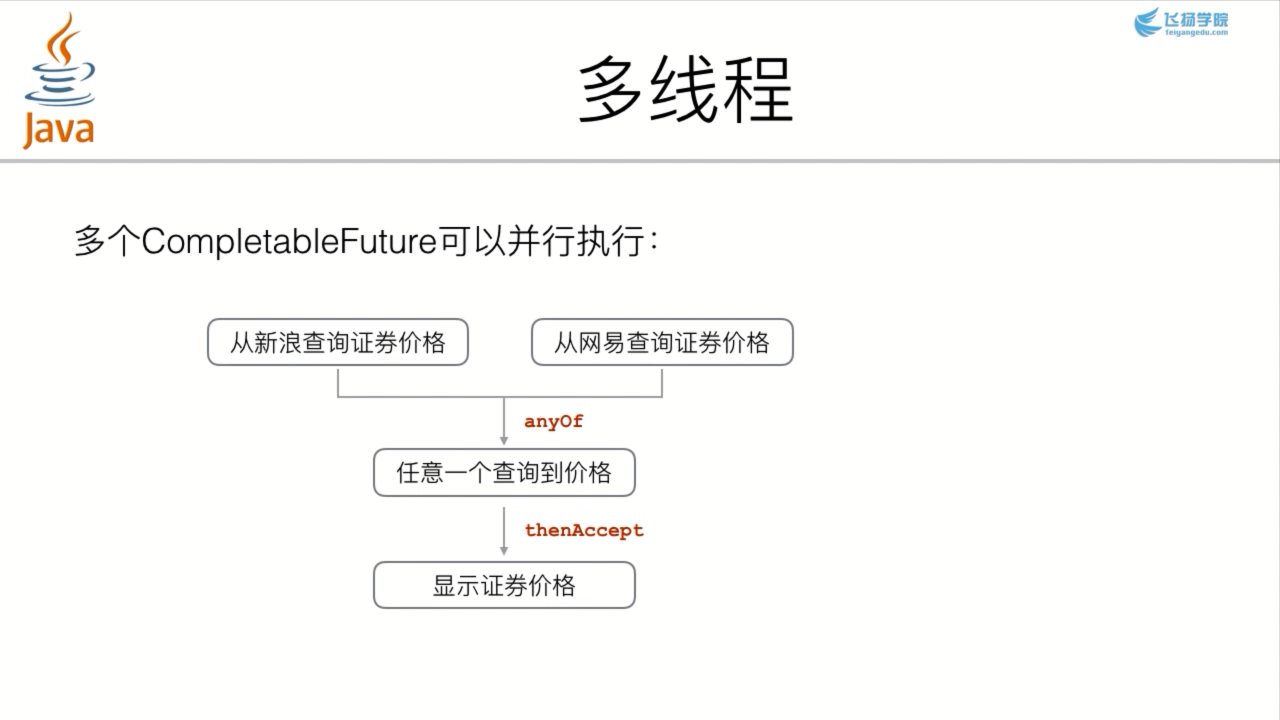 飞扬学院
feiyangedu.com
Java
多线程
多个CompletableFuture可以并行执行：
从新浪查询证券价格
从网易查询证券价格
anyOf
任意一个查询到价格
thenAccept
显示证券价格